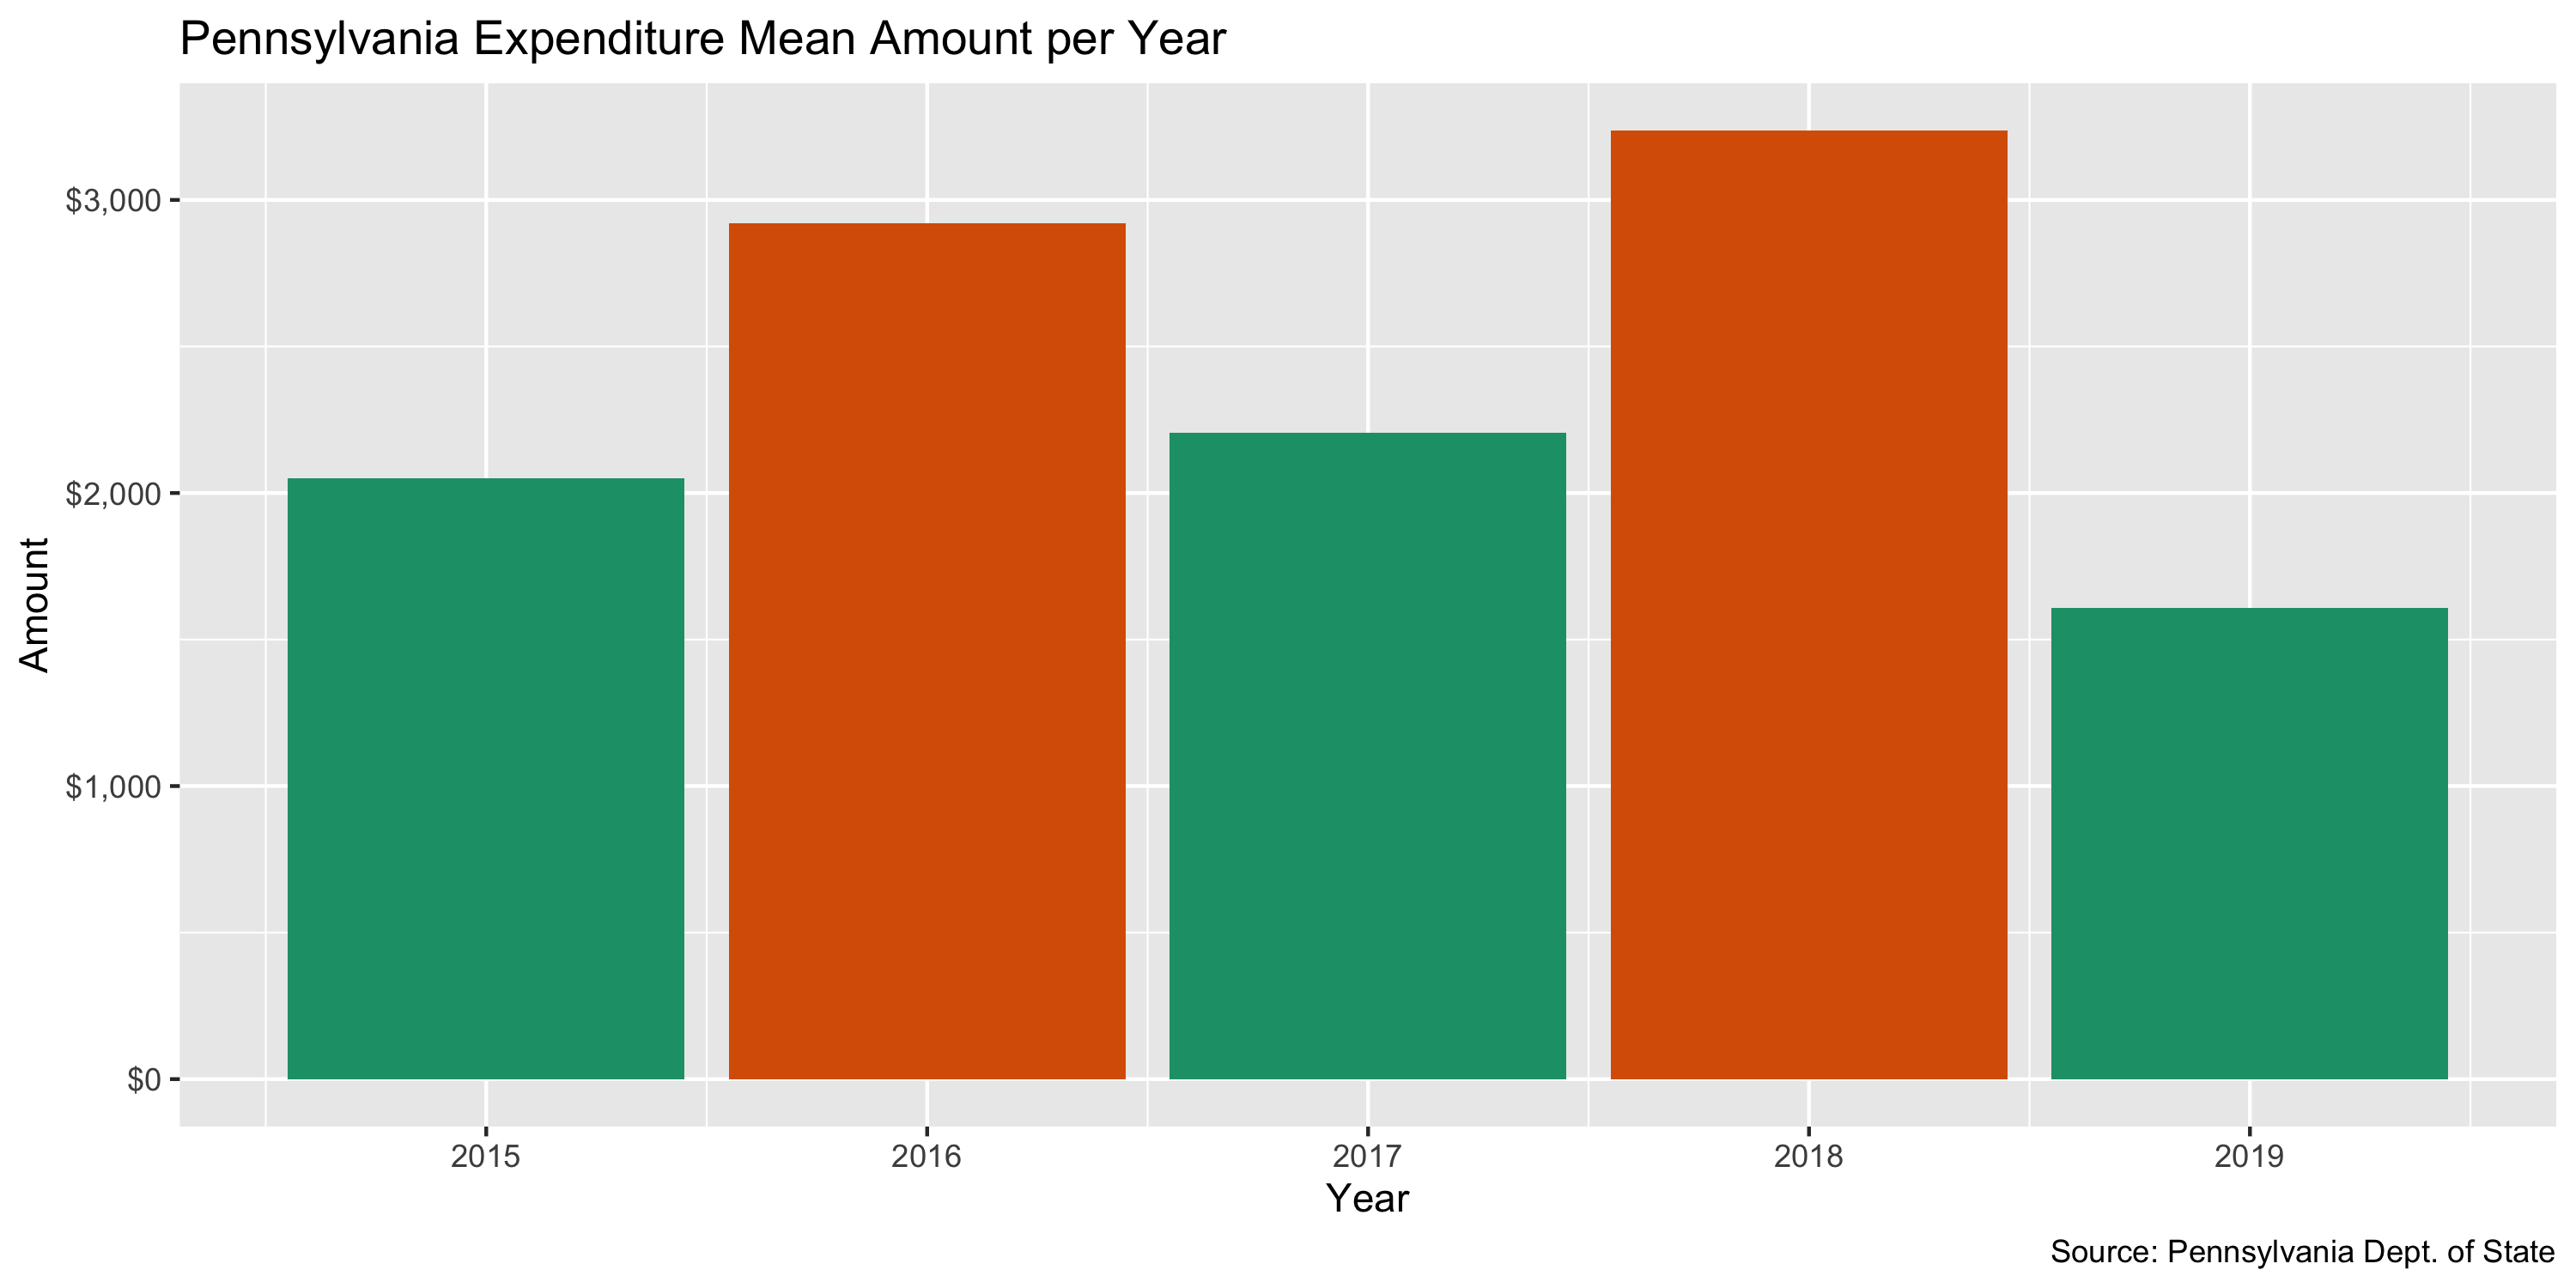 Pennsylvania Expenditure Mean Amount per Year
Amount
$3,000
$2,000
$1,000
$0
2015 2016 2017 2018 2019
Year
Source: Pennsylvania Dept. of State